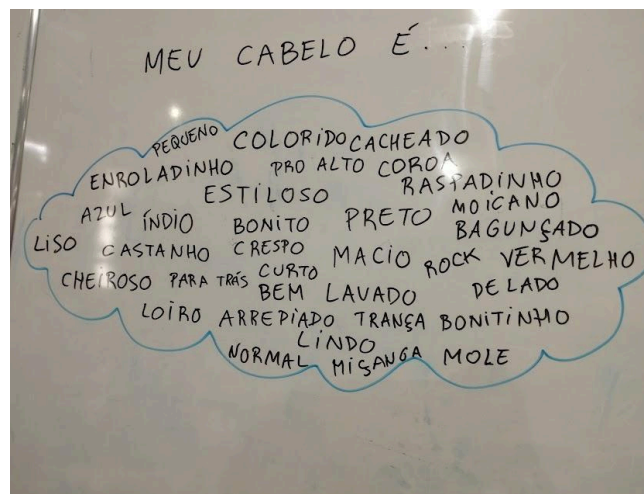 MEU CABELO É....
PEQUENO COLORIDO CACHEADO
ENROLADINHO PRO ALTO COROA
ESTILOSO RASPADINHO
AZUL ÍNDIO BONITO PRETO MOICANO
BAGUNÇADO
LISO CASTANHO CRESPO MACIO ROCK VERMELHO
CHEIROSO PARA TRÁS CURTO DE LADO
BEM LAVADO
LOIRO ARREPIADO TRANÇA BONITINHO
LINDO
NORMAL MIÇANGA MOLE